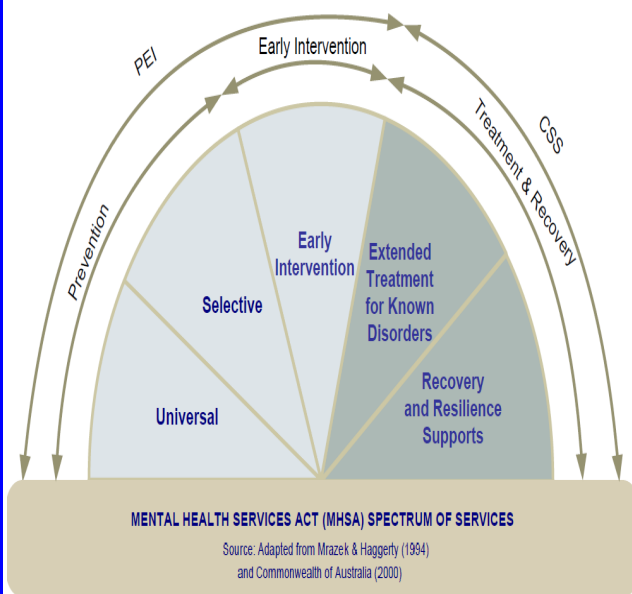 PEI
Early Intervention
CSS
Prevention
Treatment & Recovery
Universal
Selective
Early
Intervention
Extended
Treatment
for Known
Disorders
Recovery
and Resilience
Supports
MENTAL HEALTH SERVICES ACT (MHSA) SPECTRUM OF SERVICES
Source: Adapted from Mrazek & Haggerty (1994)
and Commonwealth of Australia (2000)